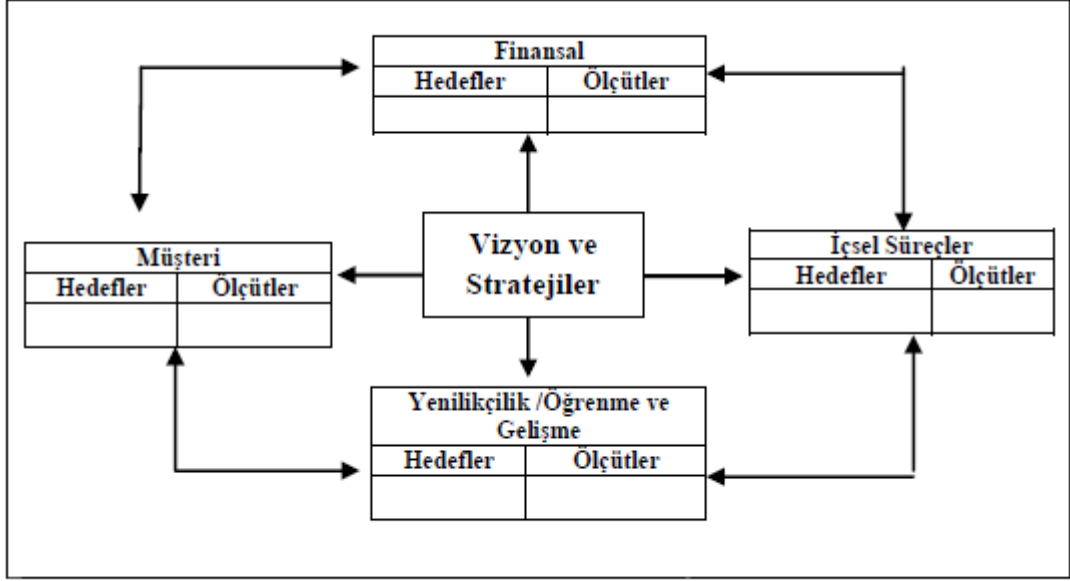 Finansal
Hedefler Ölçütler
Vizyon ve
Stratejiler
Müşteri
Hedefler Ölçütler
İçsel Süreçler
Hedefler Ölçütler
Yenilikçilik /Öğrenme ve
Gelişme
Hedefler Ölçütler